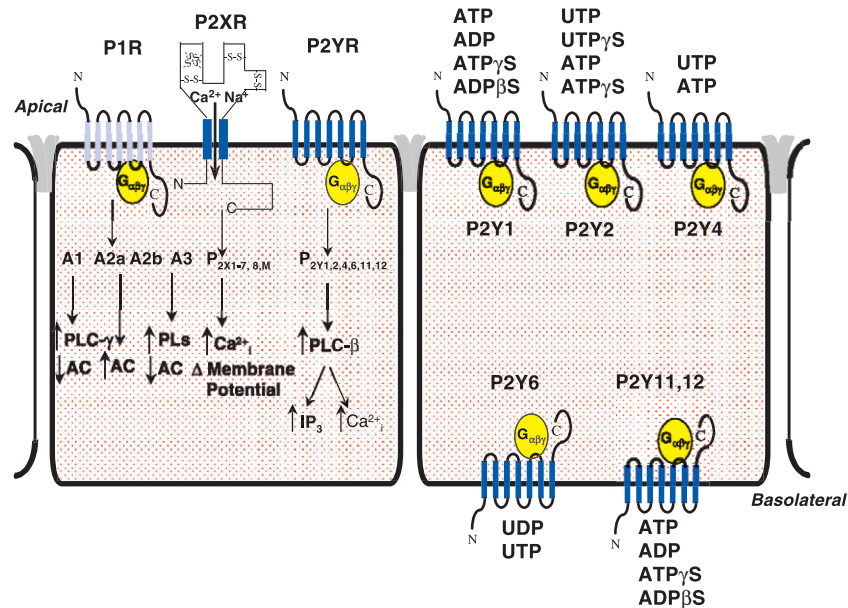 P1R
P2XR
P2YR
N
Apical
-S-S-
-S-S-
-S-S-
-S-S-
Ca²⁺ Na⁺
N
Gαβγ
C
N
C
Gαβγ
C
A1 A2a A2b A3
P2X1-7, 8,M
P2Y1,2,4,6,11,12
↑PLC-γ
↓AC
↑AC
↑PLs
↓AC
↑Ca²⁺i
Δ Membrane
Potential
↑PLC-β
↑IP3
↑Ca²⁺i
ATP
ADP
ATPγS
ADPβS
N
Gαβγ
C
P2Y1
UTP
UTPγS
ATP
ATPγS
N
Gαβγ
C
P2Y2
UTP
ATP
N
Gαβγ
C
P2Y4
P2Y6
Gαβγ
C
N
UDP
UTP
P2Y11,12
Gαβγ
C
N
ATP
ADP
ATPγS
ADPβS
Basolateral